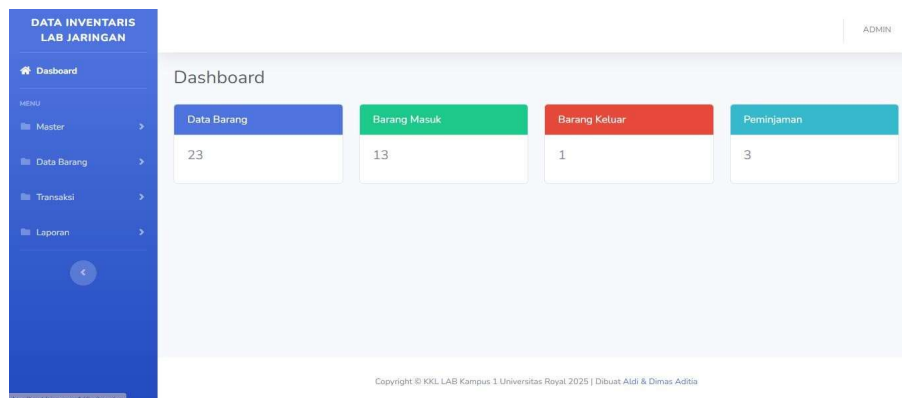 DATA INVENTARIS
LAB JARINGAN
ADMIN
Dasboard
MENU
Master
Data Barang
Transaksi
Laporan
Dashboard
Data Barang
23
Barang Masuk
13
Barang Keluar
1
Peminjaman
3
Copyright © KKL LAB Kampus 1 Universitas Royal 2025 | Dibuat Aldi & Dimas Aditia